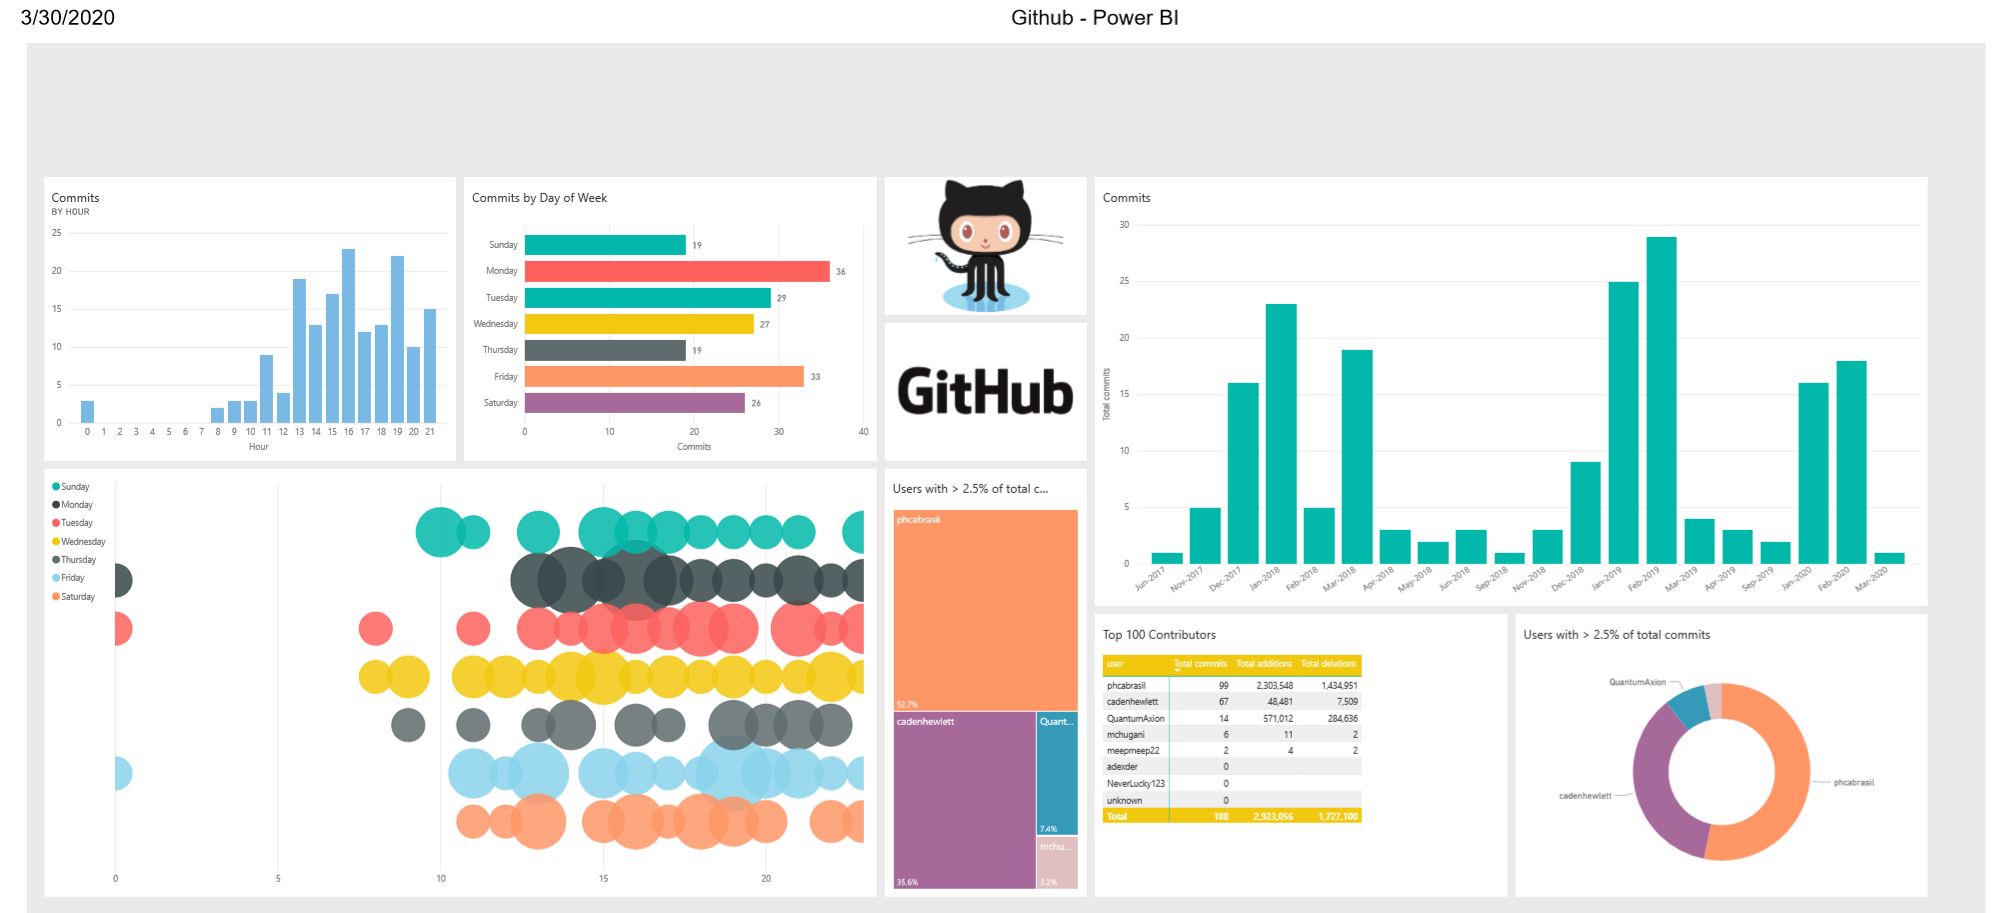 3/30/2020
Github - Power BI
Commits
BY HOUR
25
20
15
10
5
0
0 1 2 3 4 5 6 7 8 9 10 11 12 13 14 15 16 17 18 19 20 21
Hour
Commits by Day of Week
Sunday 19
Monday 36
Tuesday 29
Wednesday 27
Thursday 19
Friday 33
Saturday 26
0 10 20 30 40
Commits
GitHub
Commits
30
25
20
15
10
5
0
Total commits
Jun-2017 Nov-2017 Dec-2017 Jan-2018 Feb-2018 Mar-2018 Apr-2018 May-2018 Jun-2018 Sep-2018 Nov-2018 Dec-2018 Jan-2019 Feb-2019 Mar-2019 Apr-2019 Sep-2019 Jan-2020 Feb-2020 Mar-2020
Sunday
Monday
Tuesday
Wednesday
Thursday
Friday
Saturday
0 5 10 15 20
Users with > 2.5% of total c...
phcabrasil
52.7%
cadenhewlett
35.6%
Quant...
7.4%
mchu...
3.2%
Top 100 Contributors
user Total commits Total additions Total deletions
phcabrasil 99 2,303,548 1,434,951
cadenhewlett 67 48,481 7,509
QuantumAxion 14 571,012 284,636
mchugani 6 11 2
meepmeep22 2 4 2
adexder 0
NeverLucky123 0
unknown 0
Total 188 2,923,056 1,727,100
Users with > 2.5% of total commits
QuantumAxion
phcabrasil
cadenhewlett